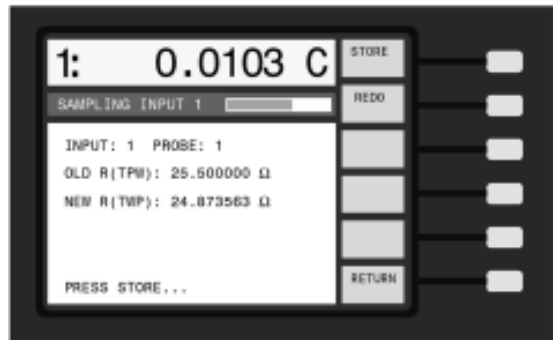 1: 0.0103 C
STORE
SAMPLING INPUT 1
REDO
INPUT: 1 PROBE: 1
OLD R(TPW): 25.500000 Ω
NEW R(TWP): 24.873563 Ω
PRESS STORE...
RETURN